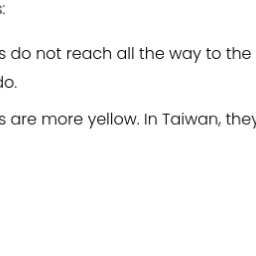 :
s do not reach all the way to the
do.
s are more yellow. In Taiwan, they